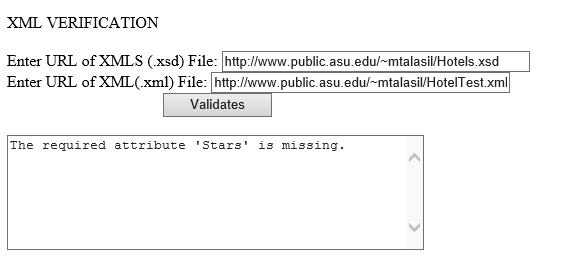 XML VERIFICATION
Enter URL of XMLS (.xsd) File: http://www.public.asu.edu/~mtalasil/Hotels.xsd
Enter URL of XML(.xml) File: http://www.public.asu.edu/~mtalasil/HotelTest.xml
Validates
The required attribute 'Stars' is missing.